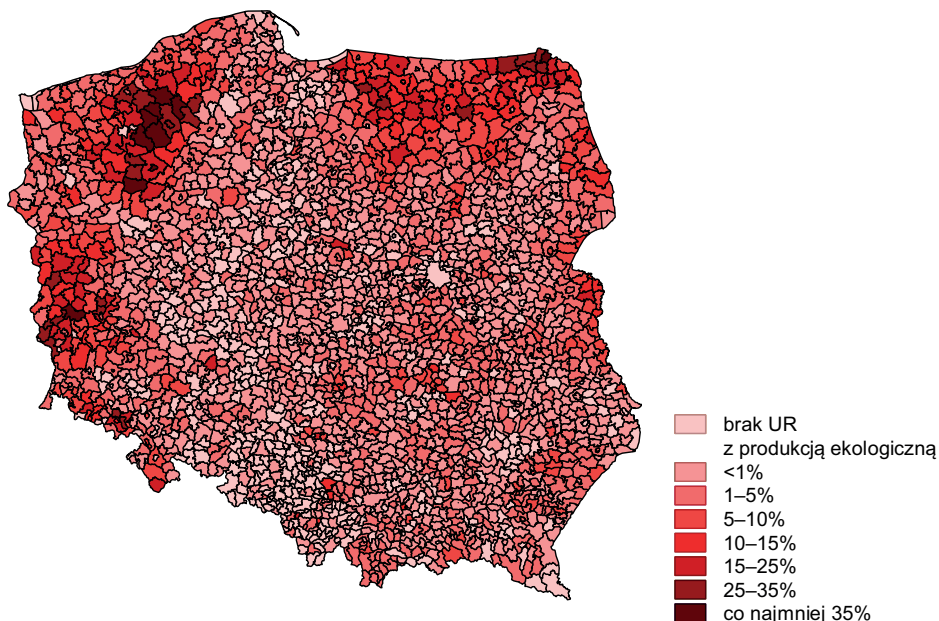 brak UR
z produkcją ekologiczną
<1%
1–5%
5–10%
10–15%
15–25%
25–35%
co najmniej 35%